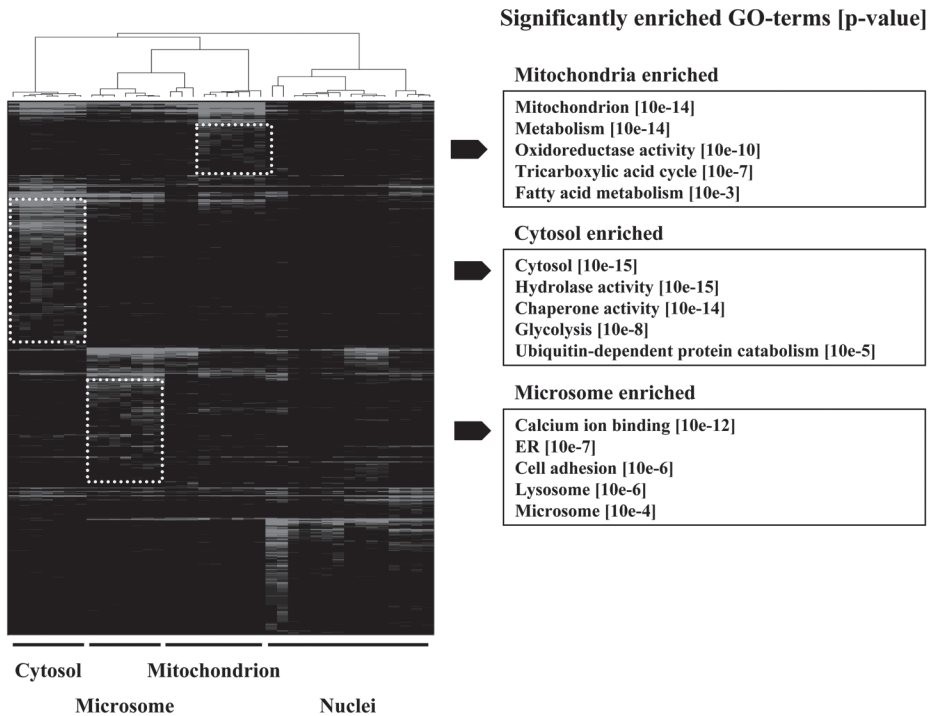 Significantly enriched GO-terms [p-value]
Mitochondria enriched
Mitochondrion [10e-14]
Metabolism [10e-14]
Oxidoreductase activity [10e-10]
Tricarboxylic acid cycle [10e-7]
Fatty acid metabolism [10e-3]
Cytosol enriched
Cytosol [10e-15]
Hydrolase activity [10e-15]
Chaperone activity [10e-14]
Glycolysis [10e-8]
Ubiquitin-dependent protein catabolism [10e-5]
Microsome enriched
Calcium ion binding [10e-12]
ER [10e-7]
Cell adhesion [10e-6]
Lysosome [10e-6]
Microsome [10e-4]
Cytosol
Mitochondrion
Microsome
Nuclei